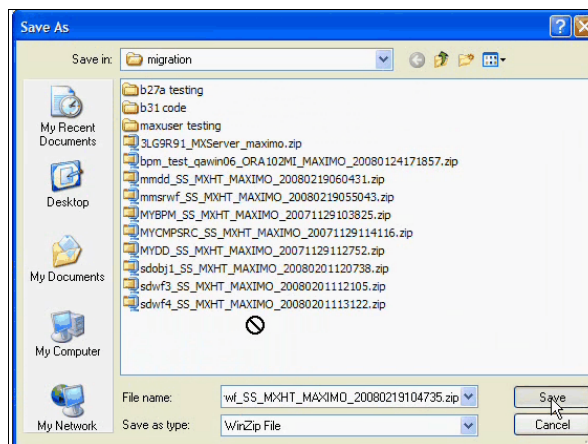 Save As
Save in:
migration
My Recent
Documents
Desktop
My Documents
My Computer
My Network
b27a testing
b31 code
maxuser testing
3LG9R91_MXServer_maximo.zip
bpm_test_qawin06_ORA102MI_MAXIMO_20080124171857.zip
mmdd_SS_MXHT_MAXIMO_20080219060431.zip
mmsrwf_SS_MXHT_MAXIMO_20080219055043.zip
MYBPM_SS_MXHT_MAXIMO_20071129103825.zip
MYCMPSRC_SS_MXHT_MAXIMO_20071129114116.zip
MYDD_SS_MXHT_MAXIMO_20071129112752.zip
sdobj1_SS_MXHT_MAXIMO_20080201120738.zip
sdwf3_SS_MXHT_MAXIMO_20080201112105.zip
sdwf4_SS_MXHT_MAXIMO_20080201113122.zip
File name:
wf_SS_MXHT_MAXIMO_20080219104735.zip
Save
Save as type:
WinZip File
Cancel